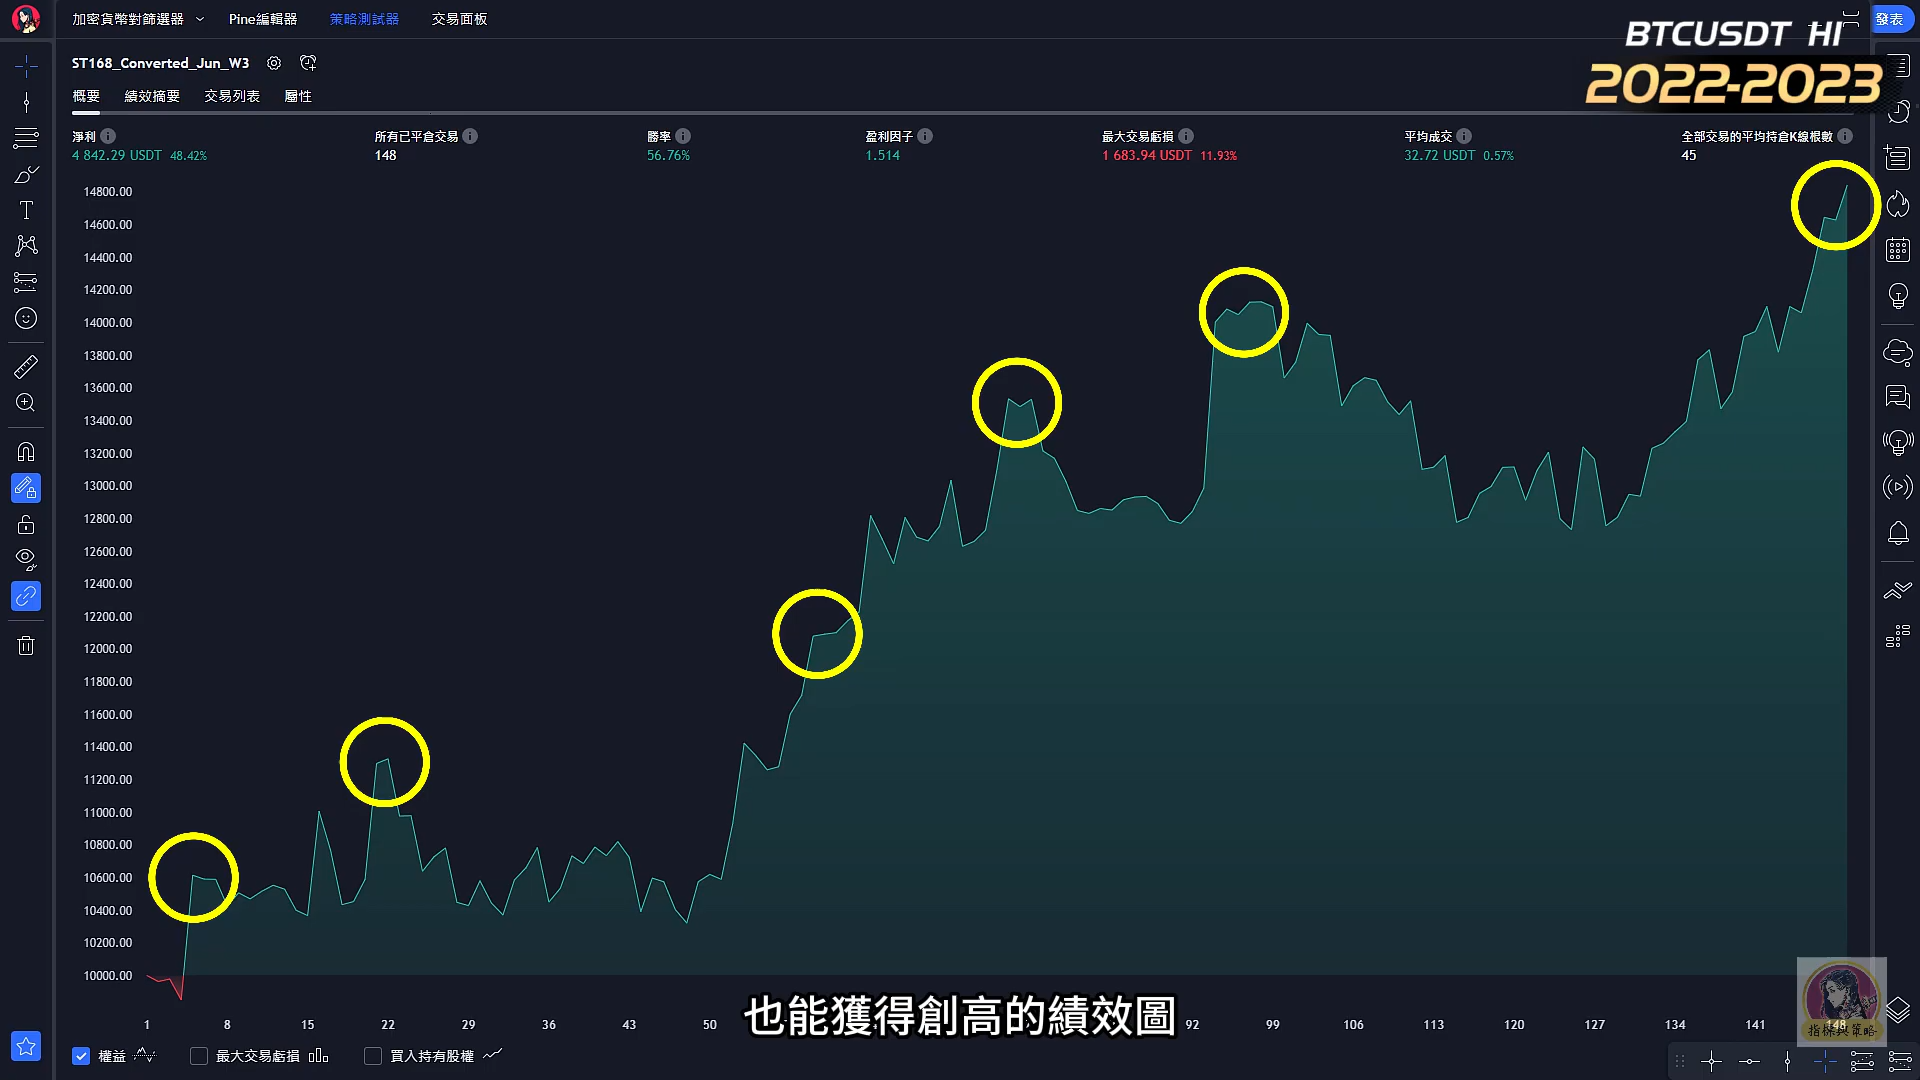 加密貨幣對篩選器 Pine編輯器 策略測試器 交易面板
發表
BTCUSDT H1
2022-2023
ST168_Converted_Jun_W3
概要 績效摘要 交易列表 屬性
淨利 所有已平倉交易 勝率 盈利因子 最大交易虧損 平均成交 全部交易的平均持倉K線根數
4 842.29 USDT 48.42% 148 56.76% 1.514 1 683.94 USDT 11.93% 32.72 USDT 0.57% 45
14800.00
14600.00
14400.00
14200.00
14000.00
13800.00
13600.00
13400.00
13200.00
13000.00
12800.00
12600.00
12400.00
12200.00
12000.00
11800.00
11600.00
11400.00
11200.00
11000.00
10800.00
10600.00
10400.00
10200.00
10000.00
1 8 15 22 29 36 43 50 92 99 106 113 120 127 134 141 148
也能獲得創高的績效圖
指標與策略
權益 最大交易虧損 買入持有股權